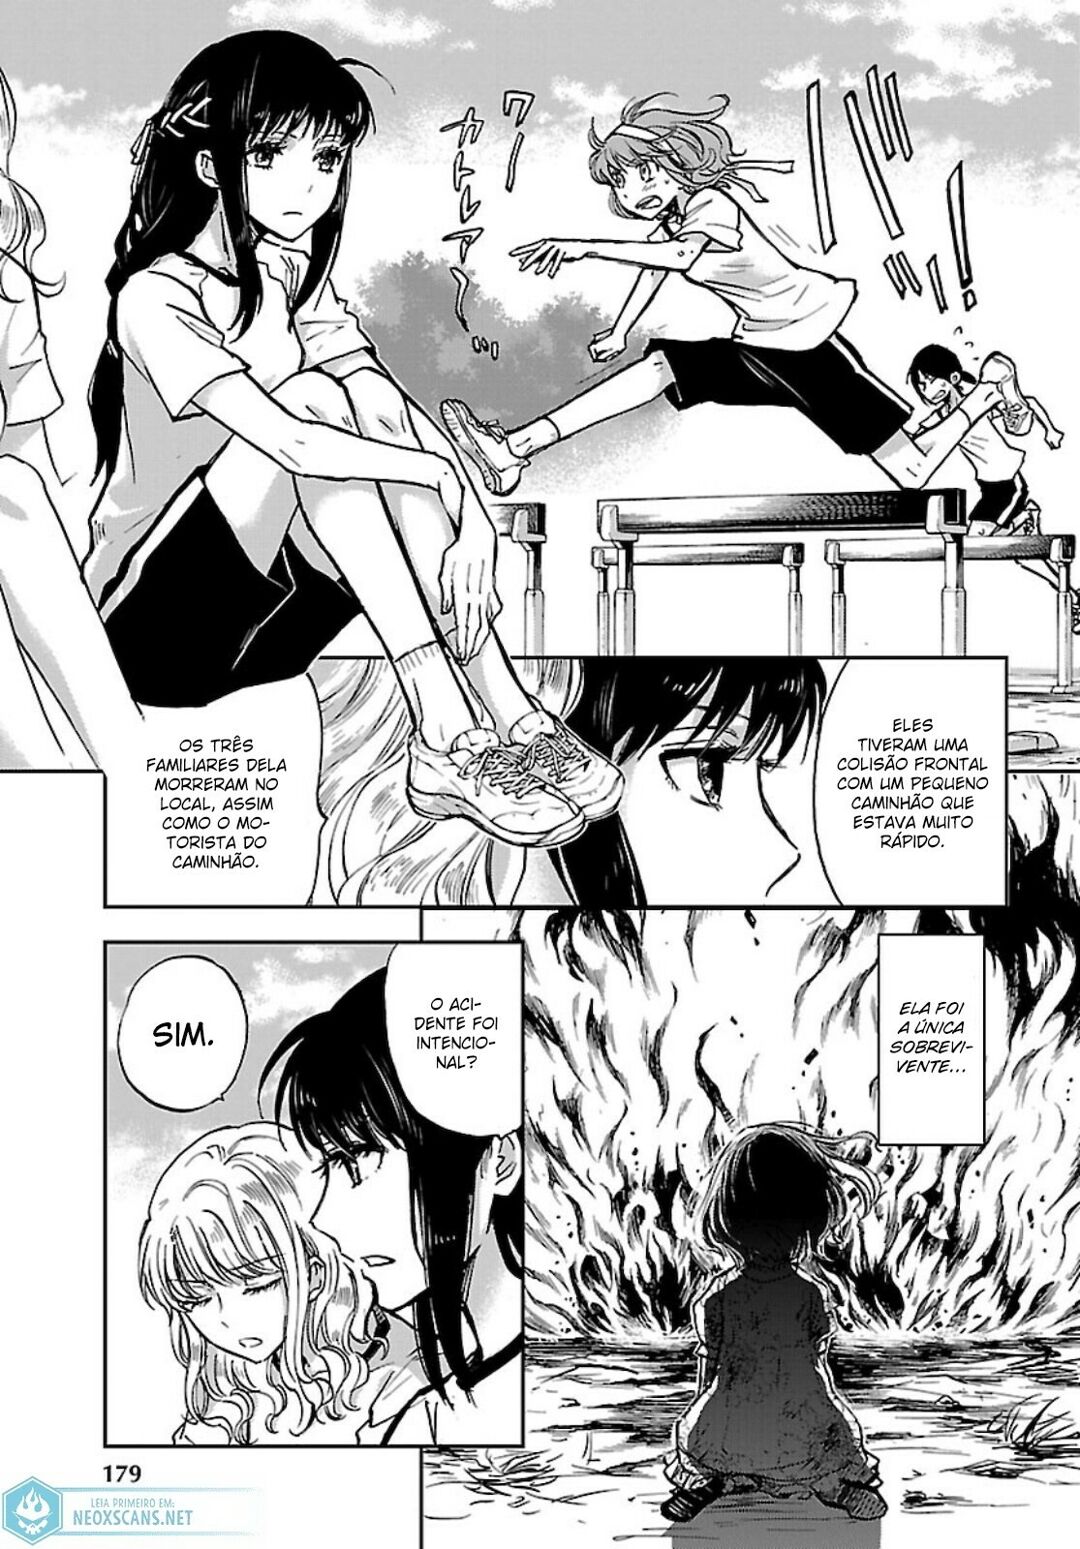 ワー
カトレアー〟
ELES
TIVERAM UMA
COLISÃO FRONTAL
COM UM PEQUENO
CAMINHÃO QUE
ESTAVA MUITO
RÁPIDO.
OS TRÊS
FAMILIARES DELA
MORRERAM NO
LOCAL, ASSIM
COMO O MO-
TORISTA DO
CAMINHÃO.
ELA FOI
A ÚNICA
SOBREVI-
VENTE...
O ACI-
DENTE FOI
INTENCIO-
NAL?
SIM.
179
LEIA PRIMEIRO EM:
NEOXSCANS.NET